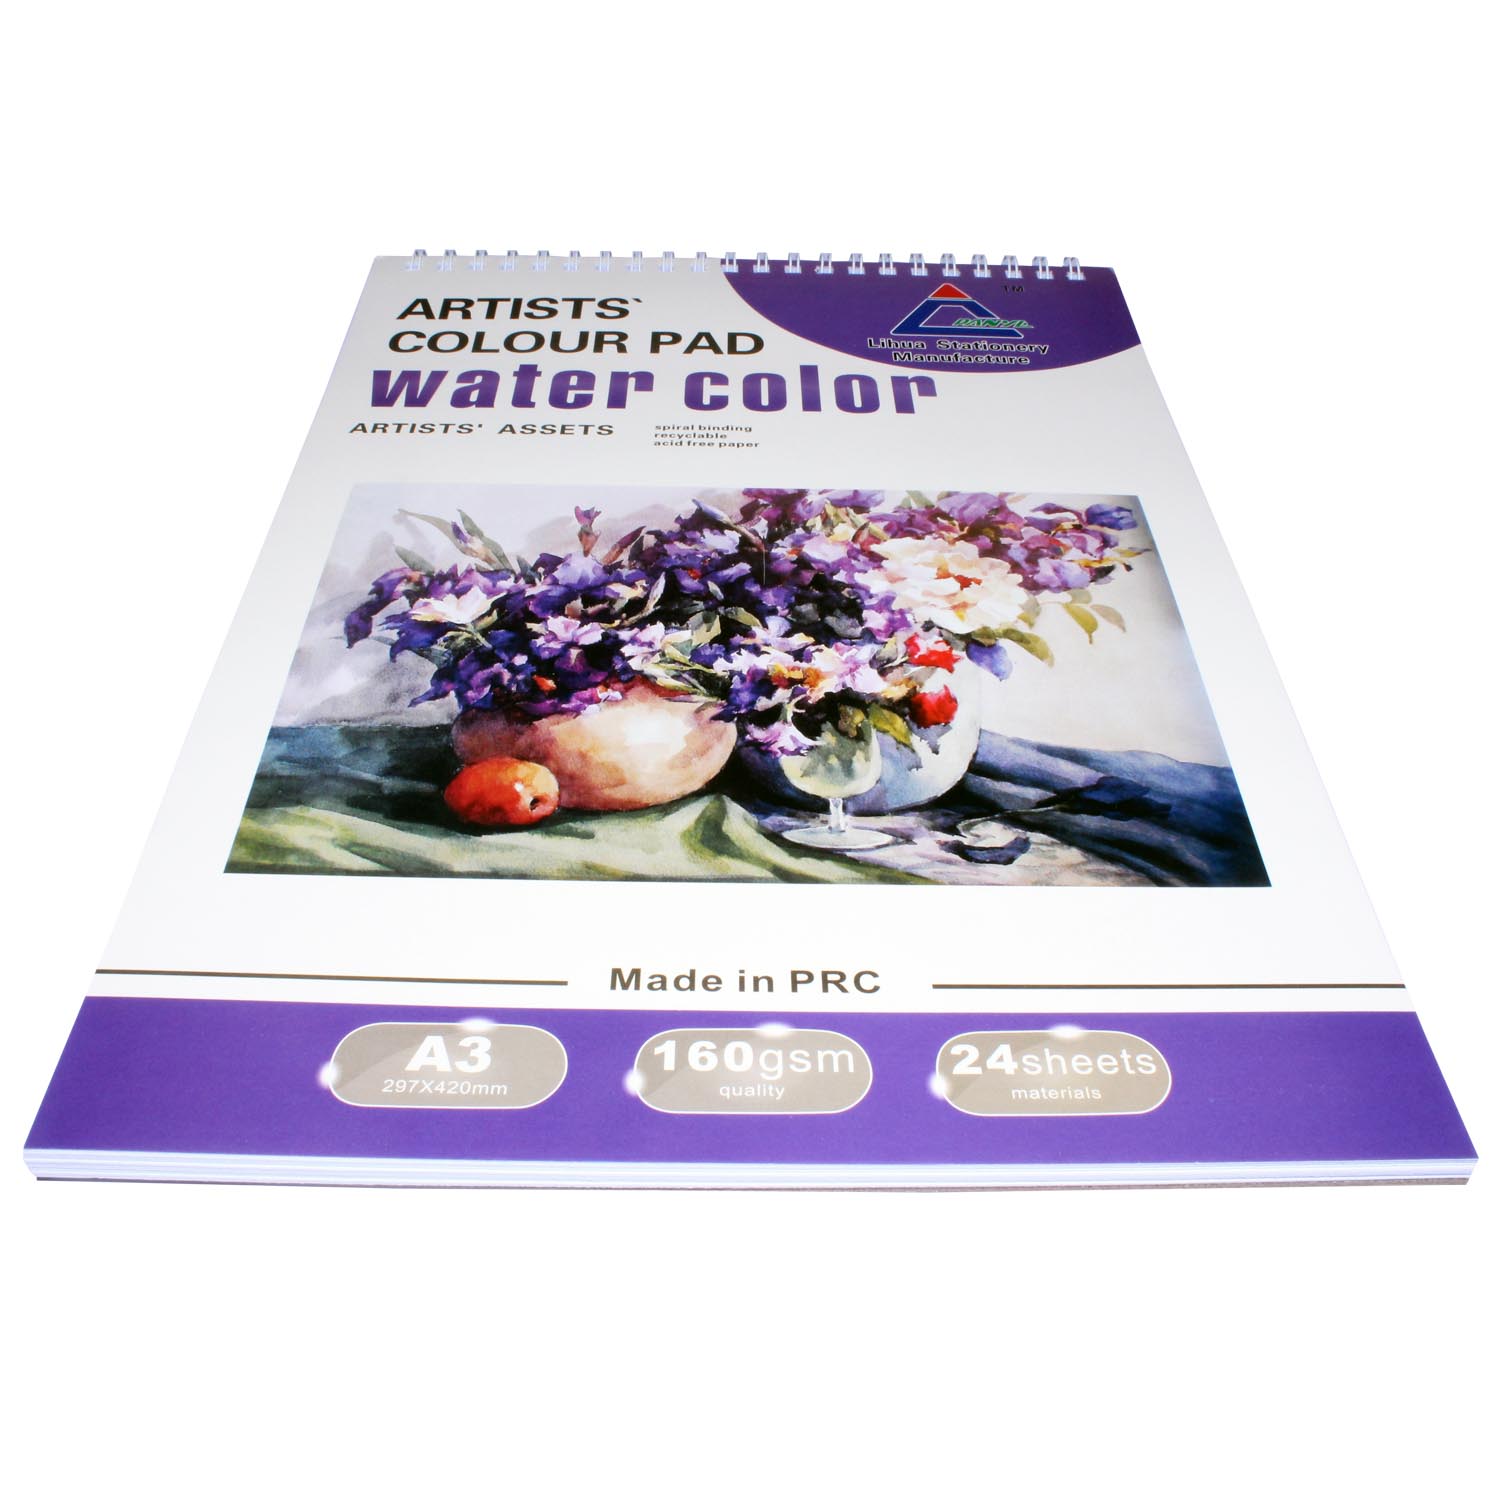 ARTISTS`
COLOUR PAD
water color
ARTISTS' ASSETS
spiral binding
recyclable
acid free paper
TM
Lihua Stationery
Manufacture
Made in PRC
A3
297X420mm
160gsm
quality
24sheets
materials